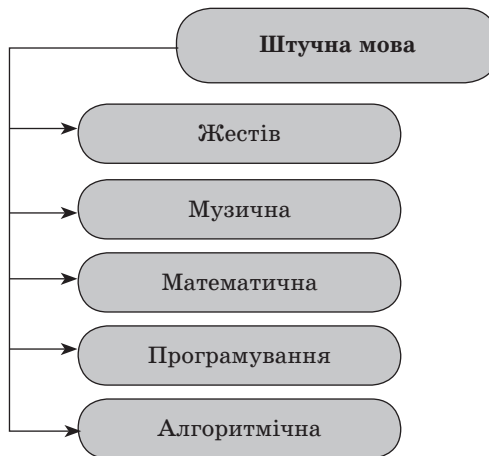 Штучна мова
Жестів
Музична
Математична
Програмування
Алгоритмічна